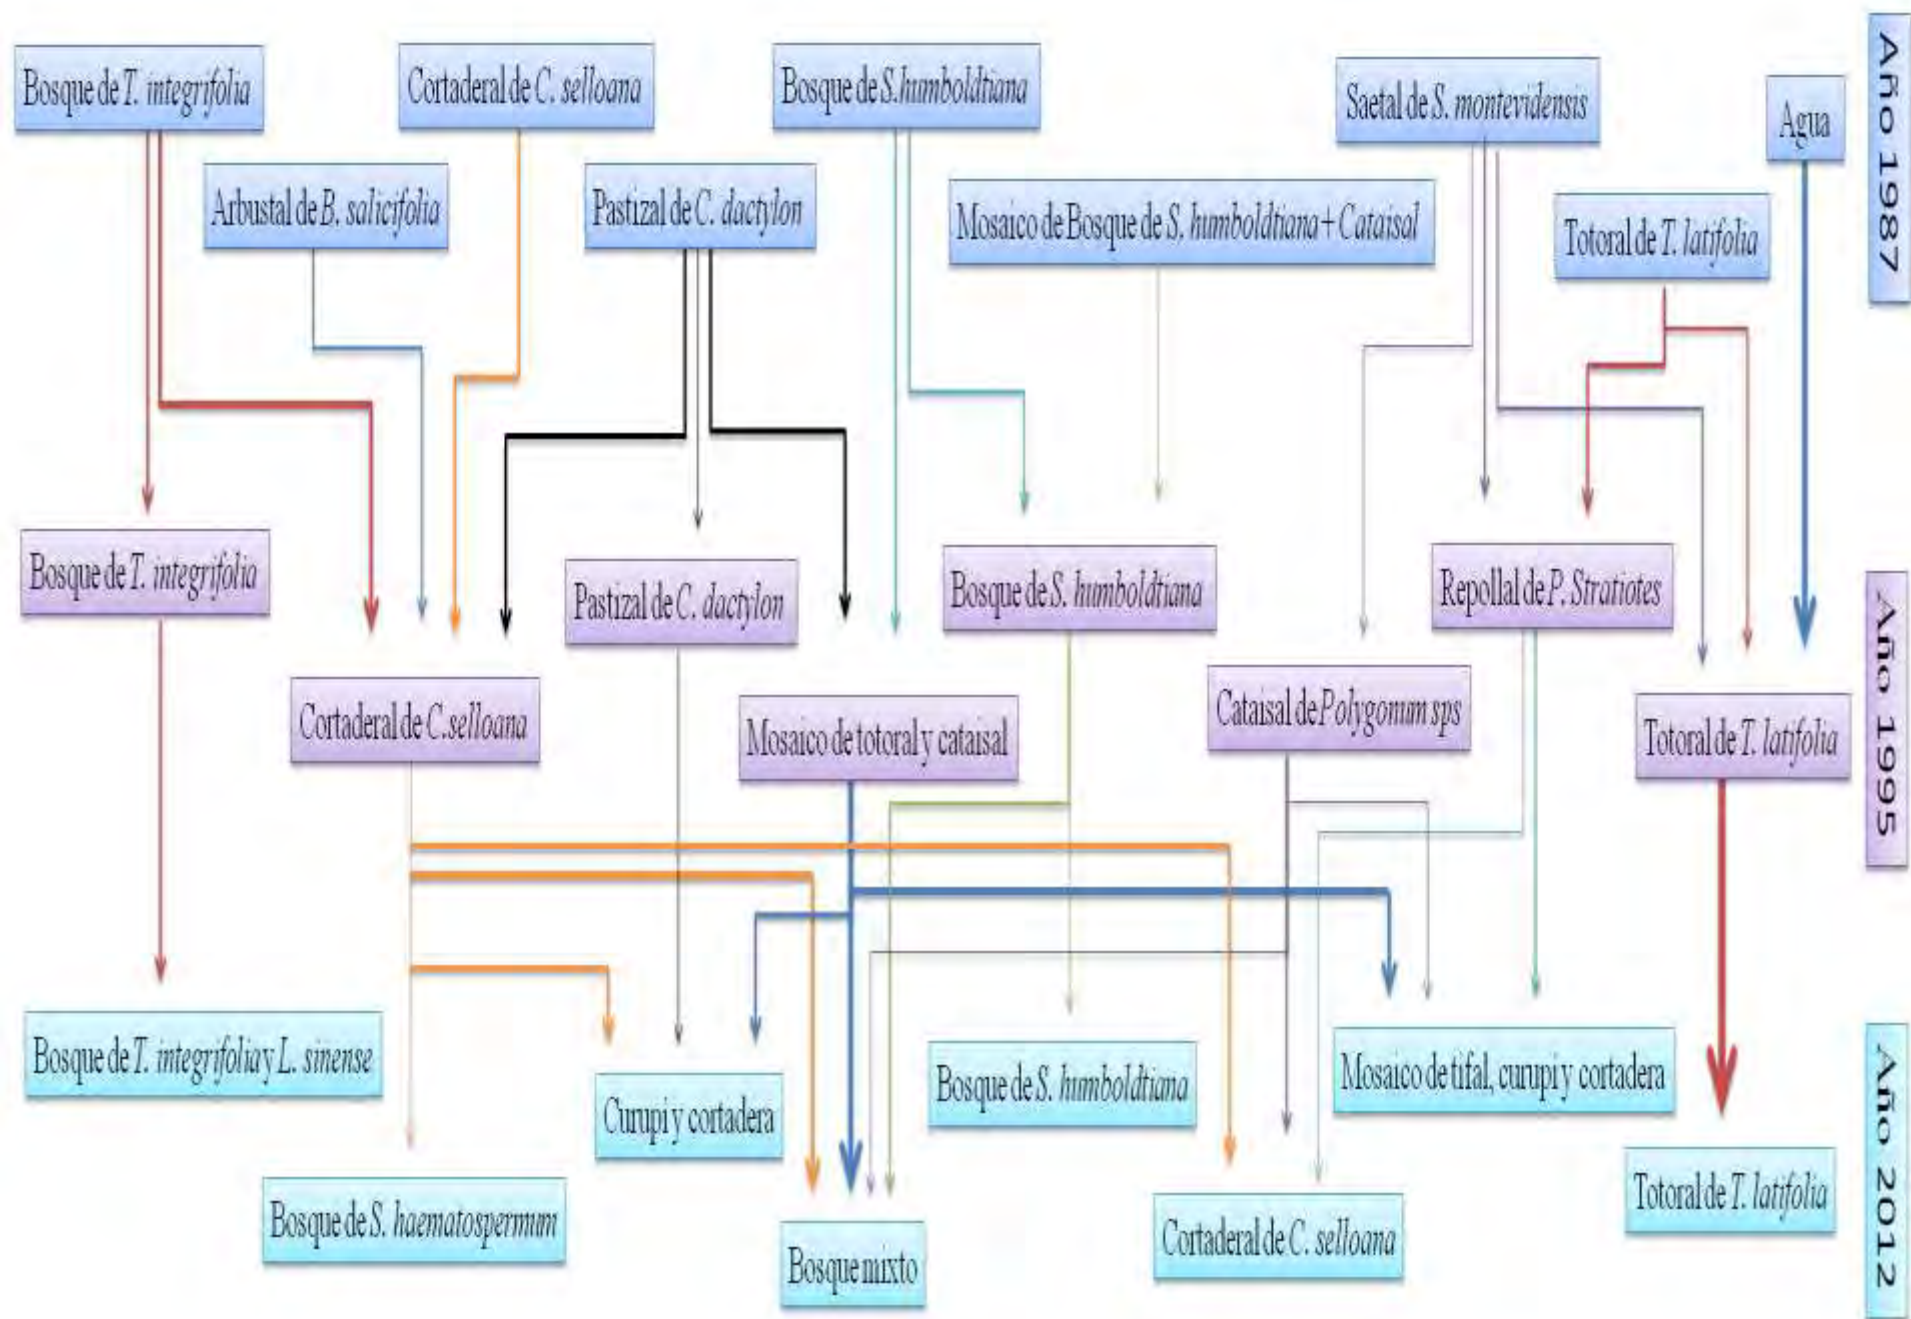 Bosque de T. integrifolia
Cortaderal de C. selloana
Bosque de S.humboldtiana
Saetal de S. montevidensis
Agua
Año 1987
Arbustal de B. salicifolia
Pastizal de C. dactylon
Mosaico de Bosque de S. humboldtiana+Cataisal
Totoral de T. latifolia
Bosque de T. integrifolia
Pastizal de C. dactylon
Bosque de S. humboldtiana
Repollal de P. Stratiotes
Año 1995
Cortaderal de C.selloana
Mosaico de totoral y cataisal
Cataisal de Polygonum sps
Totoral de T. latifolia
Bosque de T. integrifolia y L. sinense
Curupi y cortadera
Bosque de S. humboldtiana
Mosaico de tifal, curupi y cortadera
Año 2012
Bosque de S. haematospermum
Bosque mixto
Cortaderal de C. selloana
Totoral de T. latifolia